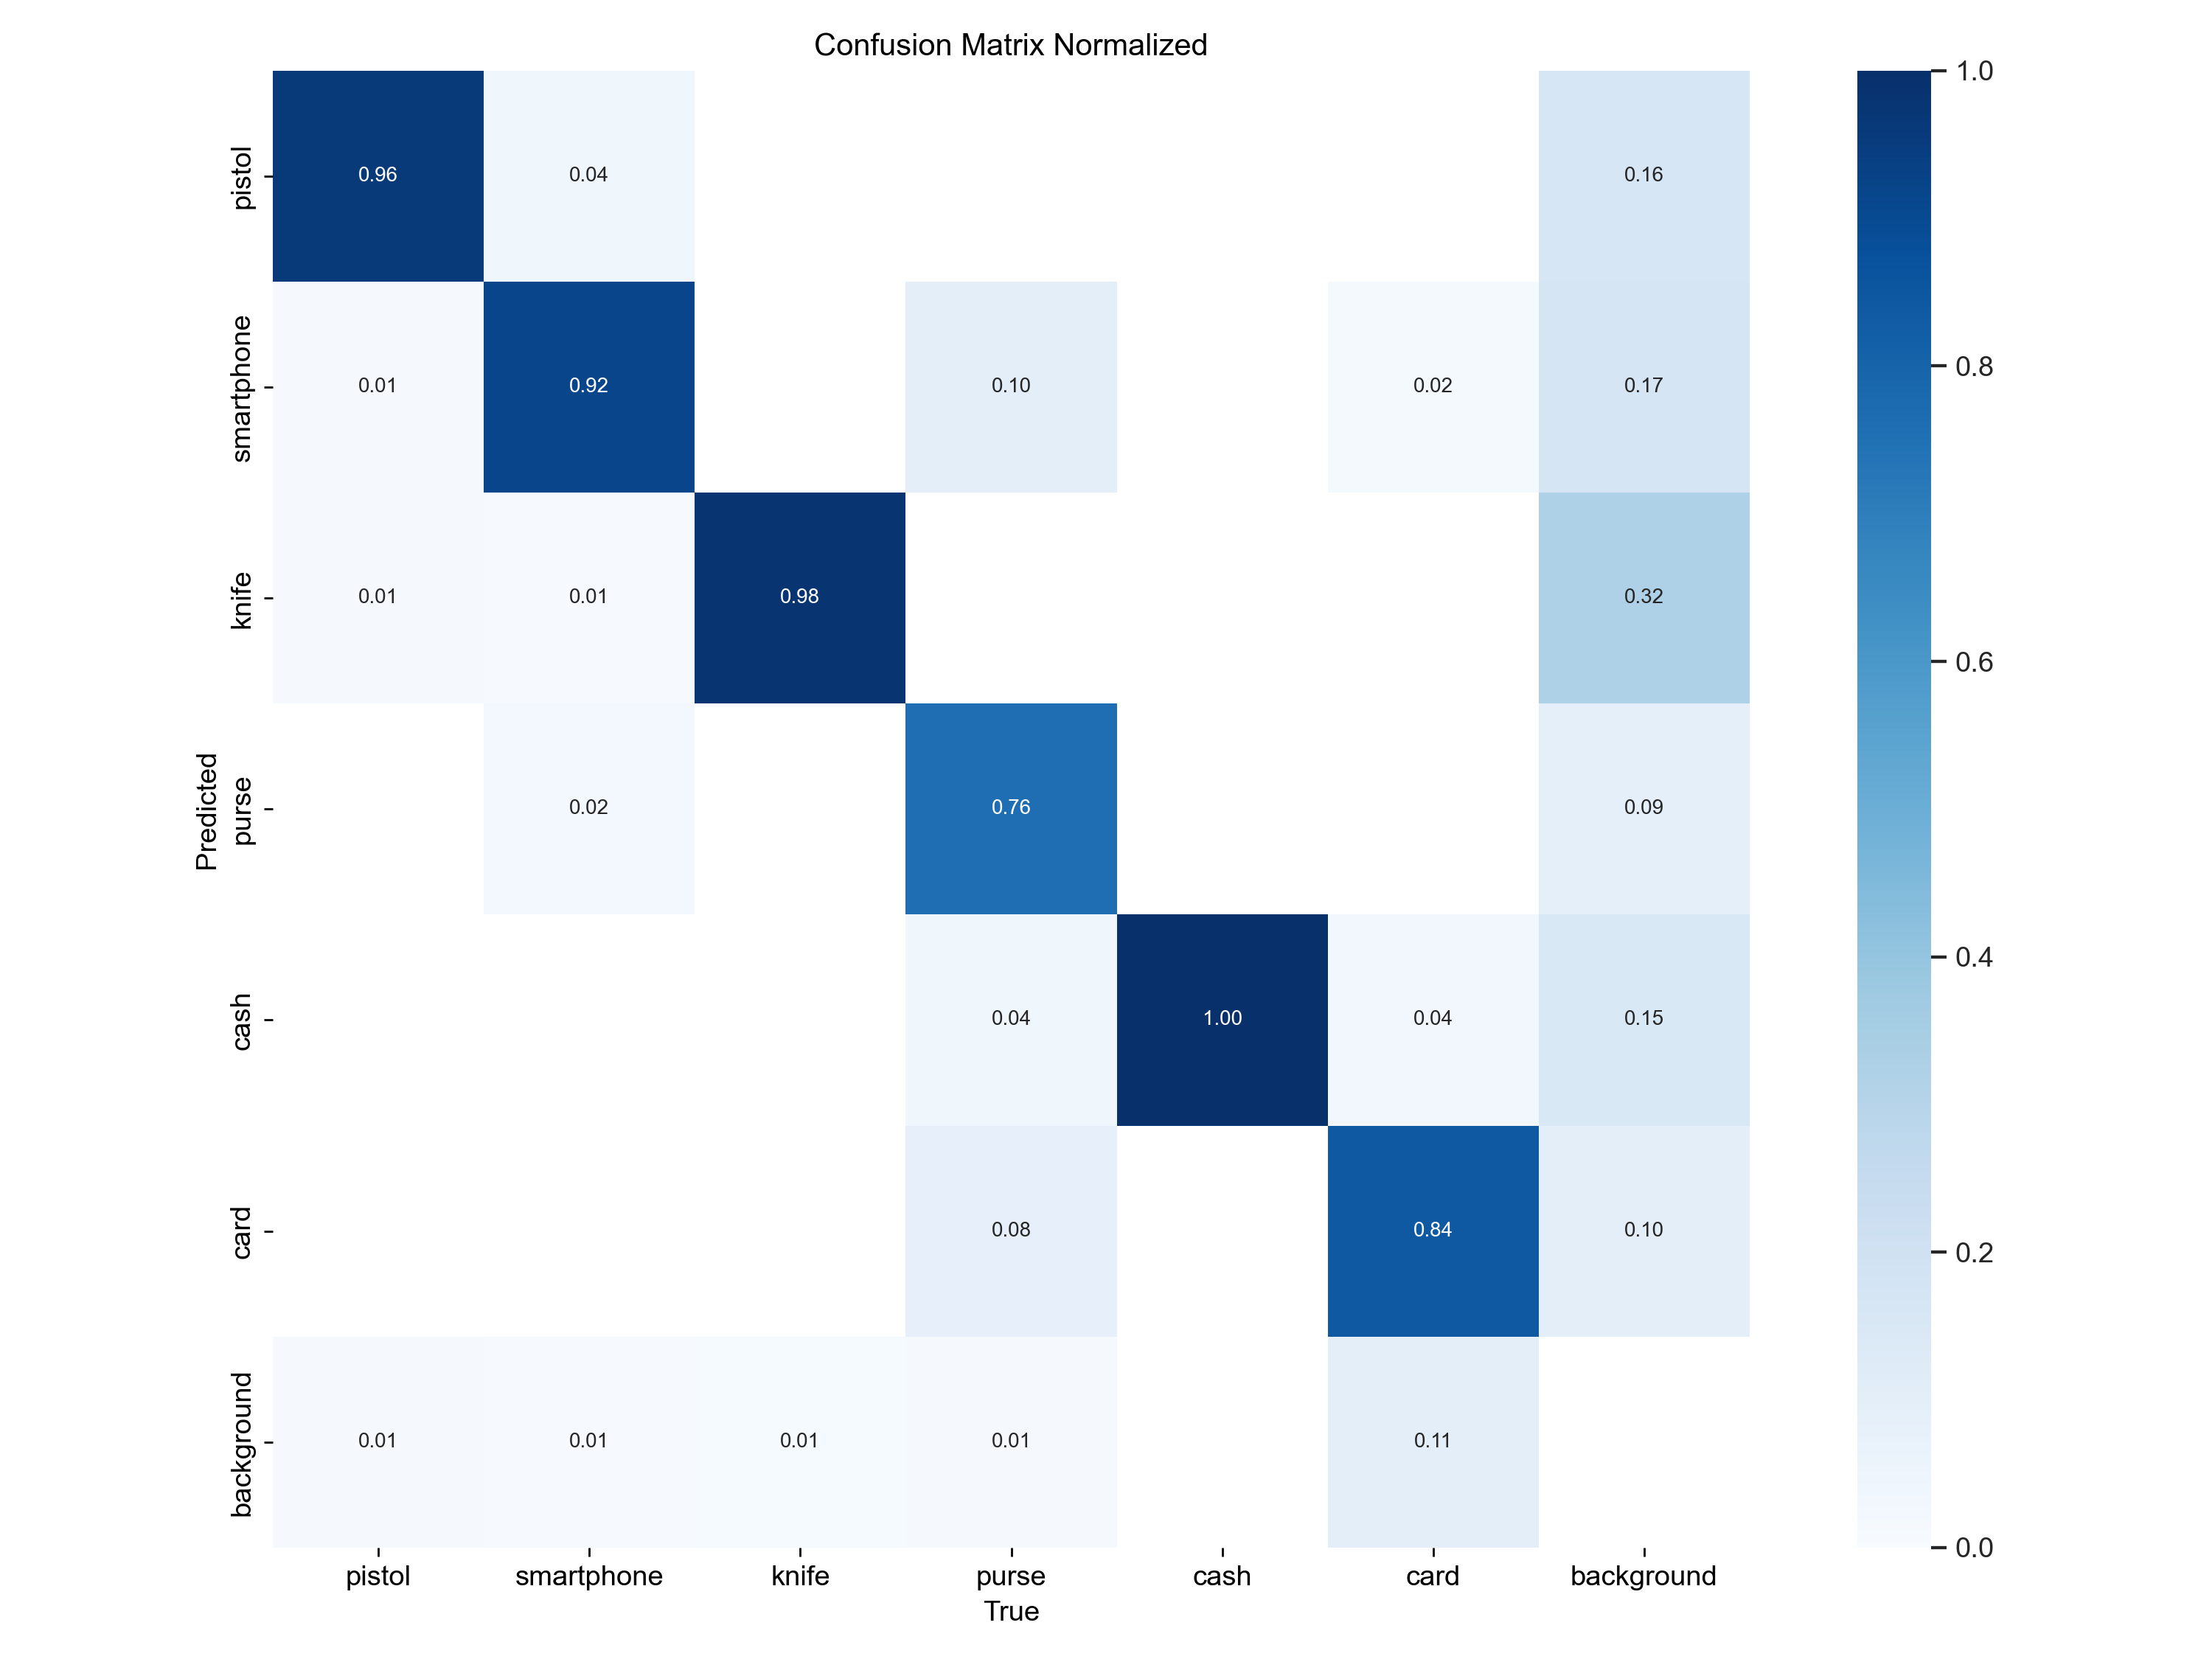 Confusion Matrix Normalized
1.0
pistol
0.96
0.04
0.16
smartphone
0.01
0.92
0.10
0.02
0.17
0.8
knife
0.01
0.01
0.98
0.32
0.6
Predicted
purse
0.02
0.76
0.09
0.4
cash
0.04
1.00
0.04
0.15
card
0.08
0.84
0.10
0.2
background
0.01
0.01
0.01
0.01
0.11
0.0
pistol
smartphone
knife
purse
cash
card
background
True